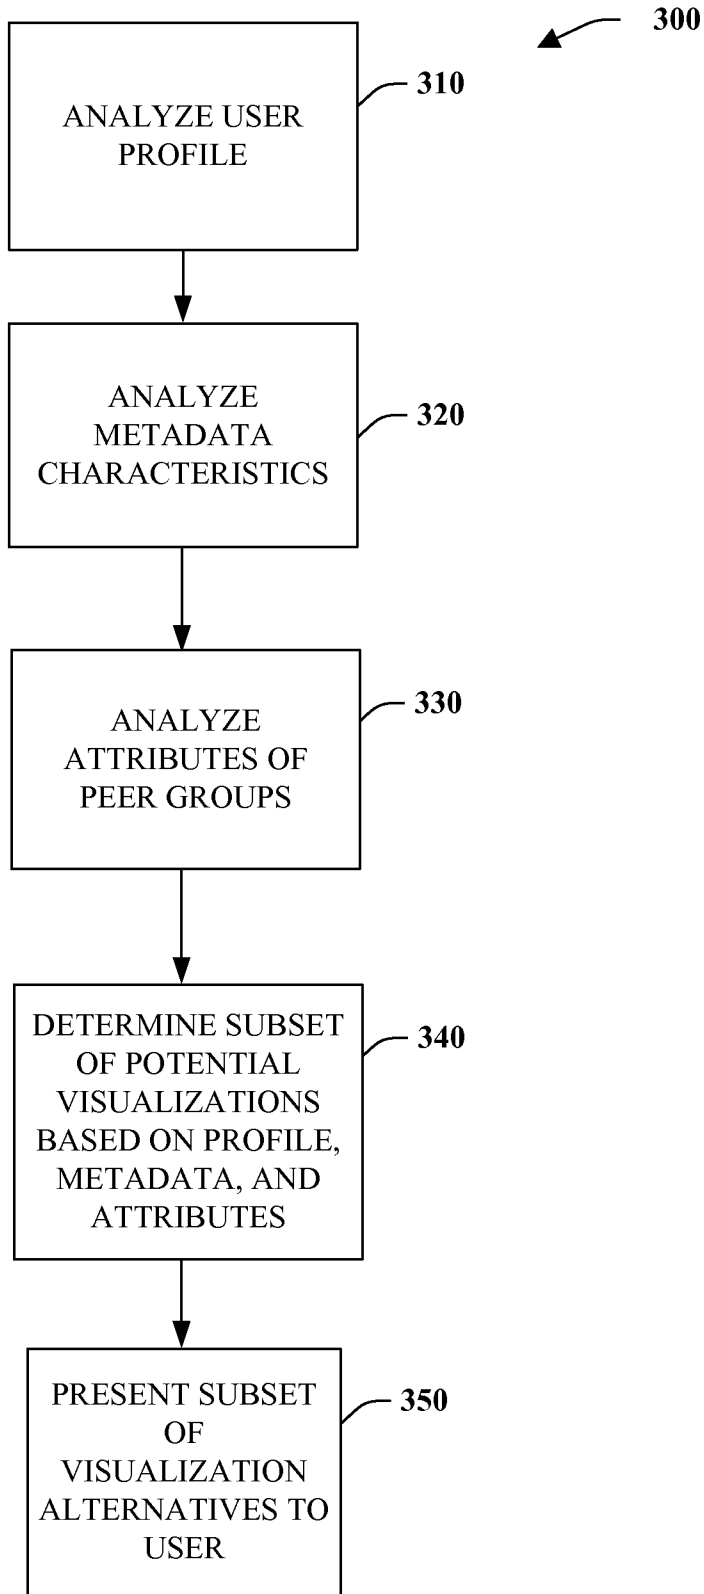 300
310
ANALYZE USER
PROFILE
320
ANALYZE
METADATA
CHARACTERISTICS
330
ANALYZE
ATTRIBUTES OF
PEER GROUPS
340
DETERMINE SUBSET
OF POTENTIAL
VISUALIZATIONS
BASED ON PROFILE,
METADATA, AND
ATTRIBUTES
350
PRESENT SUBSET
OF
VISUALIZATION
ALTERNATIVES TO
USER